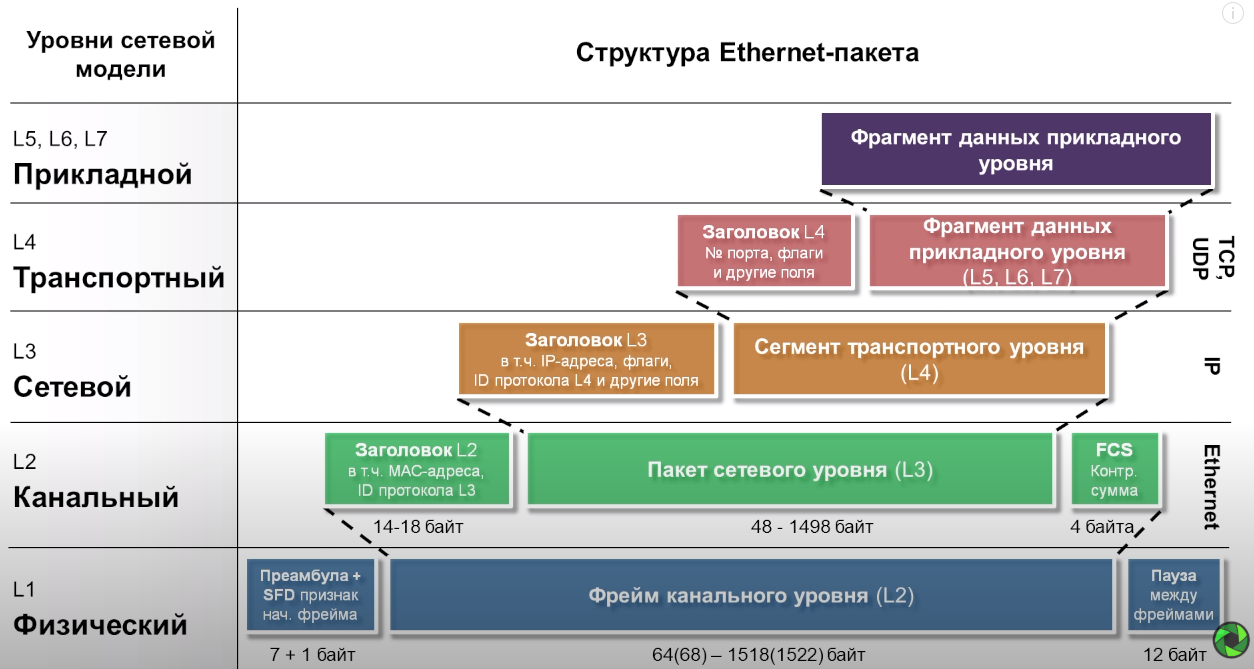 Уровни сетевой
модели
Структура Ethernet-пакета
L5, L6, L7
Прикладной
Фрагмент данных прикладного
уровня
L4
Транспортный
Заголовок L4
№ порта, флаги
и другие поля
Фрагмент данных
прикладного уровня
(L5, L6, L7)
TCP,
UDP
L3
Сетевой
Заголовок L3
в т.ч. IP-адреса, флаги,
ID протокола L4 и другие поля
Сегмент транспортного уровня
(L4)
IP
L2
Канальный
Заголовок L2
в т.ч. MAC-адреса,
ID протокола L3
Пакет сетевого уровня (L3)
FCS
Контр.
сумма
Ethernet
14-18 байт
48 - 1498 байт
4 байта
L1
Физический
Преамбула +
SFD признак
нач. фрейма
Фрейм канального уровня (L2)
Пауза
между
фреймами
7 + 1 байт
64(68) – 1518(1522) байт
12 байт